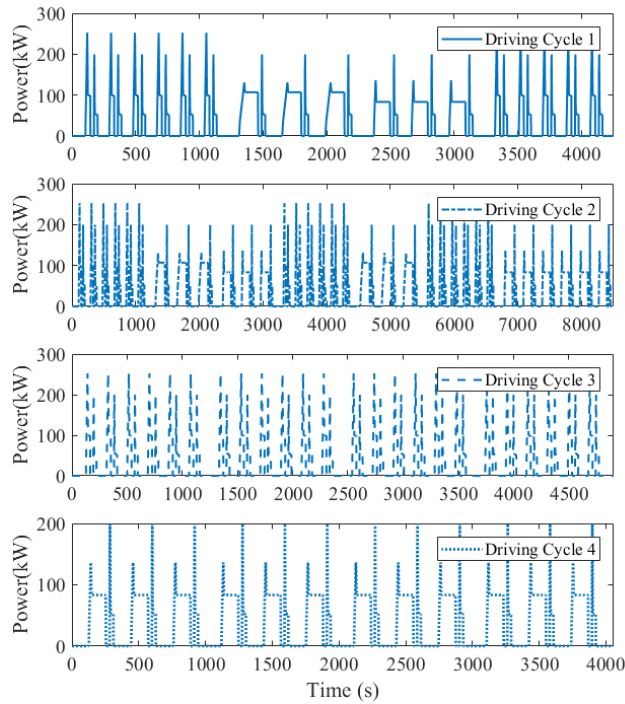 300
200
100
0
Power(kW)
Driving Cycle 1
0 500 1000 1500 2000 2500 3000 3500 4000
300
200
100
0
Power(kW)
Driving Cycle 2
0 1000 2000 3000 4000 5000 6000 7000 8000
300
200
100
0
Power(kW)
Driving Cycle 3
0 500 1000 1500 2000 2500 3000 3500 4000 4500
200
100
0
Power(kW)
Driving Cycle 4
0 500 1000 1500 2000 2500 3000 3500 4000
Time (s)